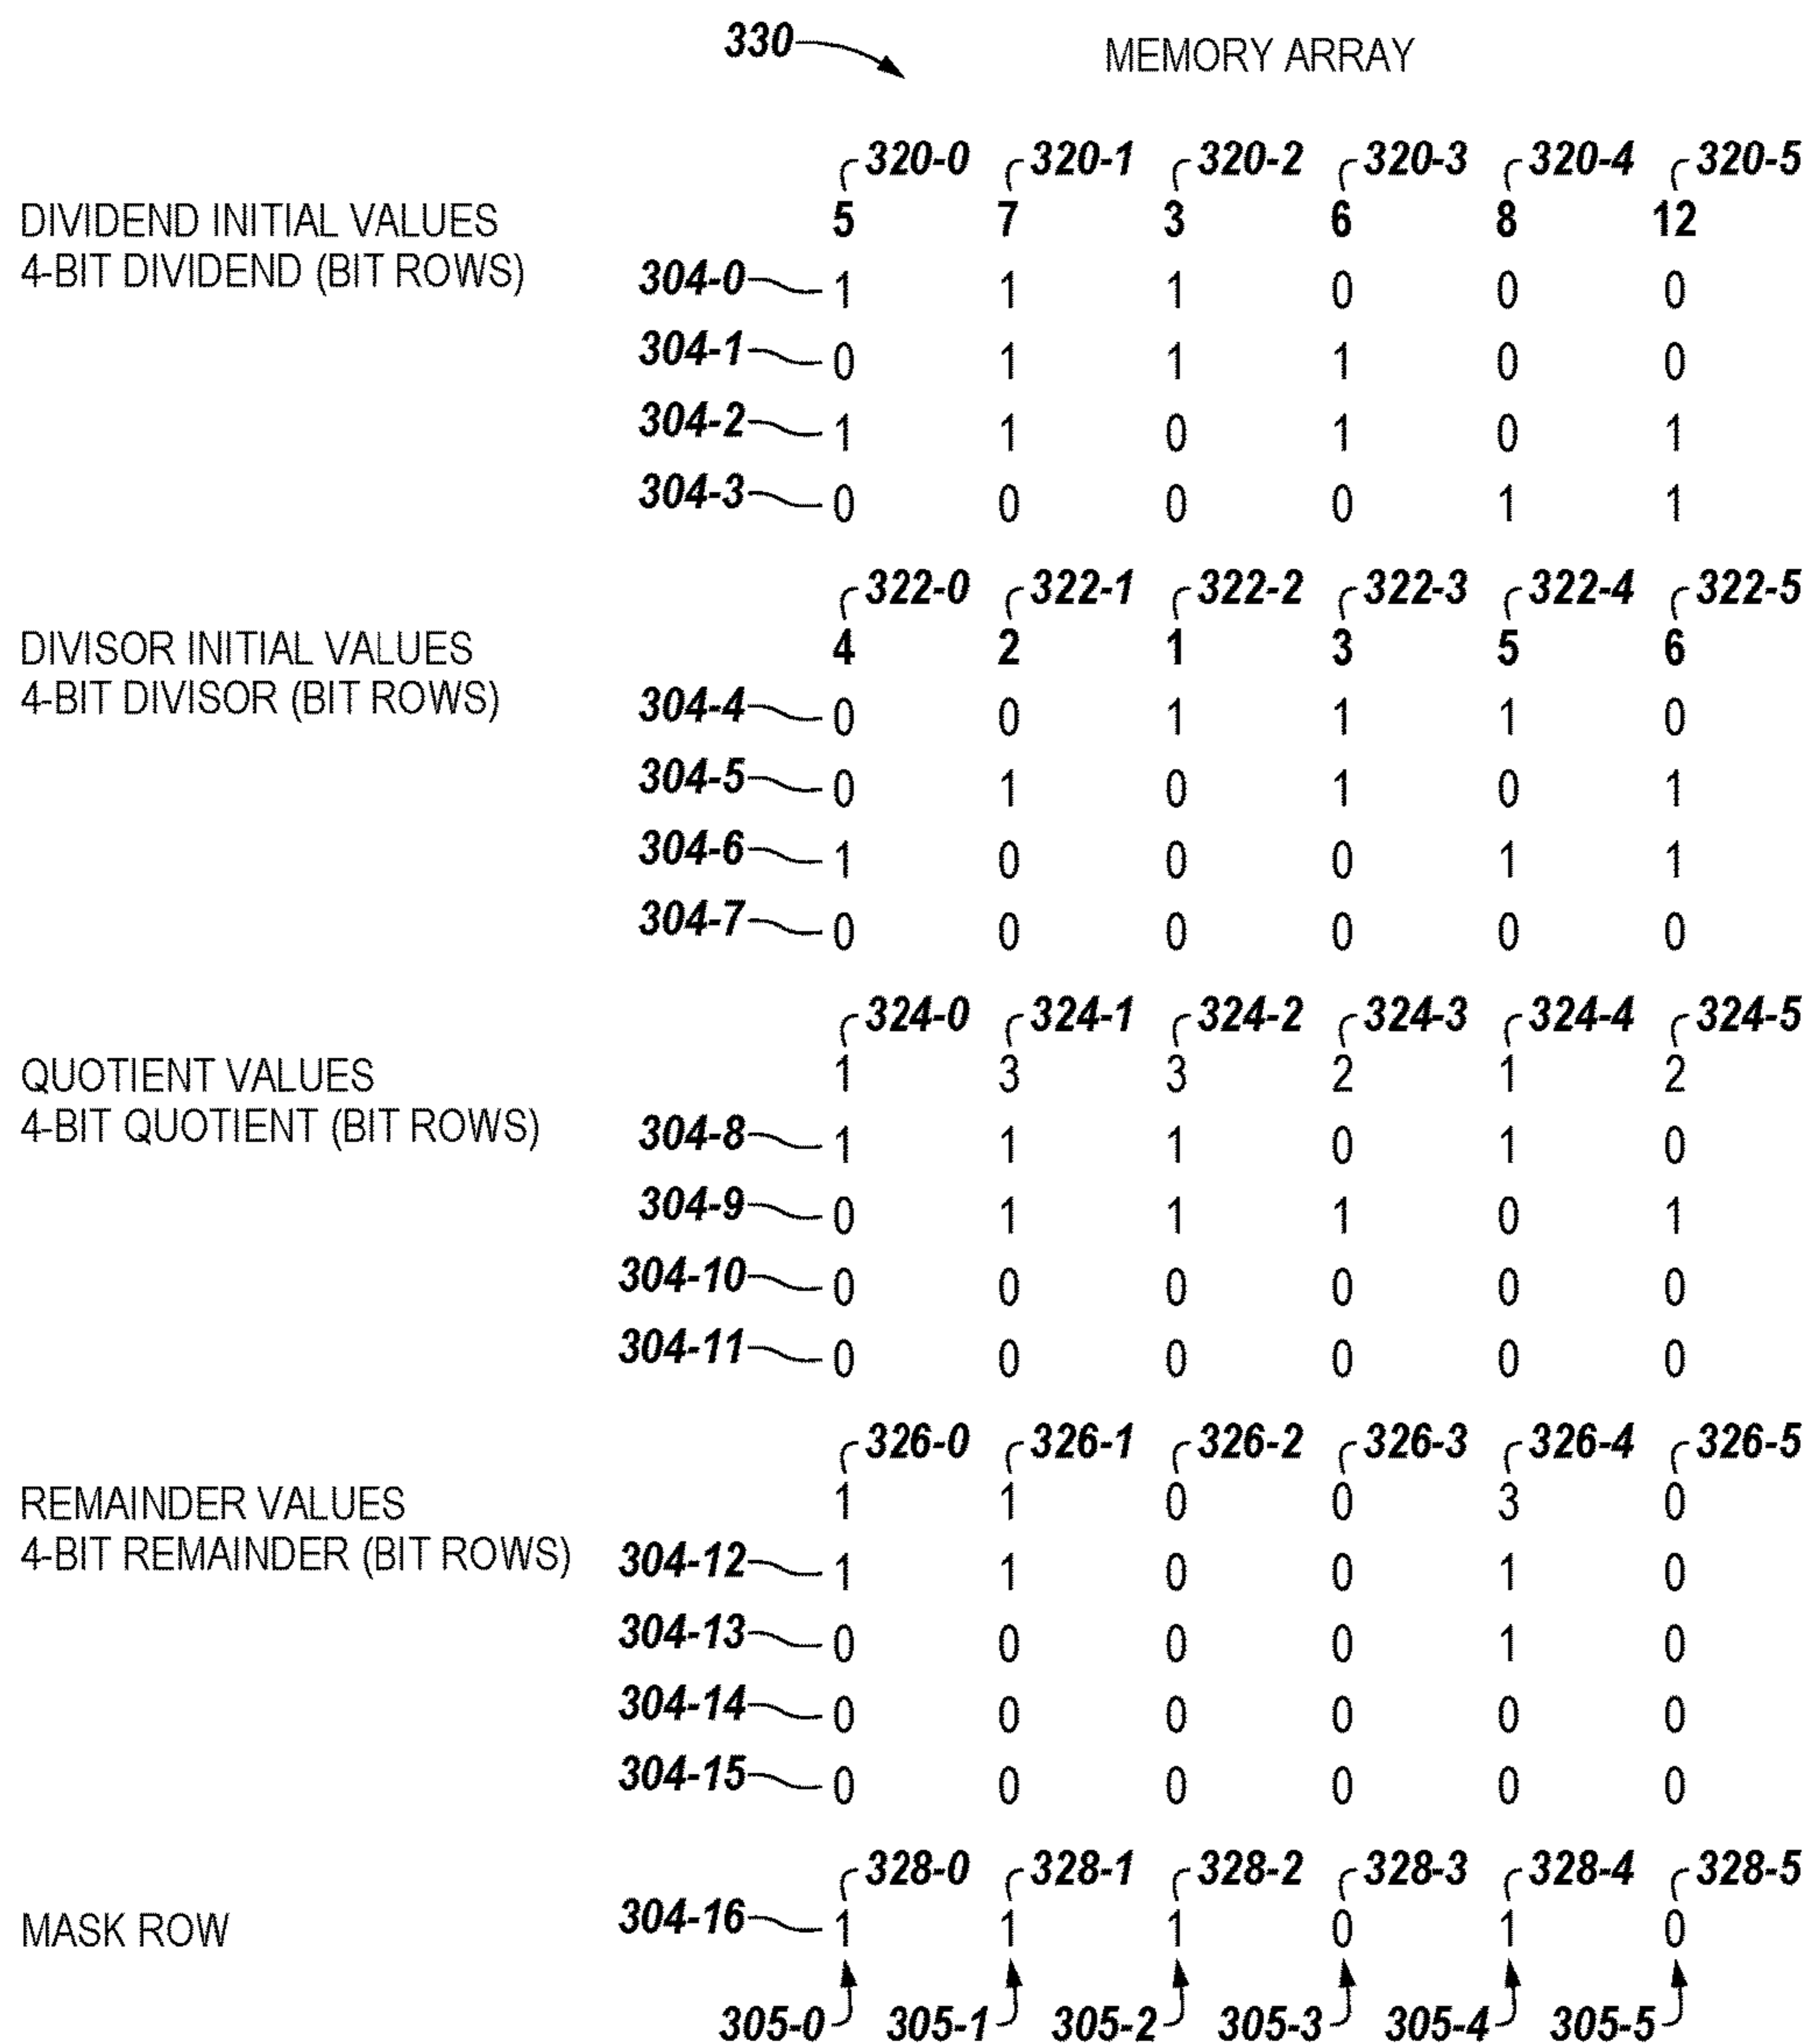 330 MEMORY ARRAY
320-0 320-1 320-2 320-3 320-4 320-5
DIVIDEND INITIAL VALUES 5 7 3 6 8 12
4-BIT DIVIDEND (BIT ROWS) 304-0 1 1 1 0 0 0
304-1 0 1 1 1 0 0
304-2 1 1 0 1 0 1
304-3 0 0 0 0 1 1
322-0 322-1 322-2 322-3 322-4 322-5
DIVISOR INITIAL VALUES 4 2 1 3 5 6
4-BIT DIVISOR (BIT ROWS) 304-4 0 0 1 1 1 0
304-5 0 1 0 1 0 1
304-6 1 0 0 0 1 1
304-7 0 0 0 0 0 0
324-0 324-1 324-2 324-3 324-4 324-5
QUOTIENT VALUES 1 3 3 2 1 2
4-BIT QUOTIENT (BIT ROWS) 304-8 1 1 1 0 1 0
304-9 0 1 1 1 0 1
304-10 0 0 0 0 0 0
304-11 0 0 0 0 0 0
326-0 326-1 326-2 326-3 326-4 326-5
REMAINDER VALUES 1 1 0 0 3 0
4-BIT REMAINDER (BIT ROWS) 304-12 1 1 0 0 1 0
304-13 0 0 0 0 1 0
304-14 0 0 0 0 0 0
304-15 0 0 0 0 0 0
328-0 328-1 328-2 328-3 328-4 328-5
MASK ROW 304-16 1 1 1 0 1 0
305-0 305-1 305-2 305-3 305-4 305-5